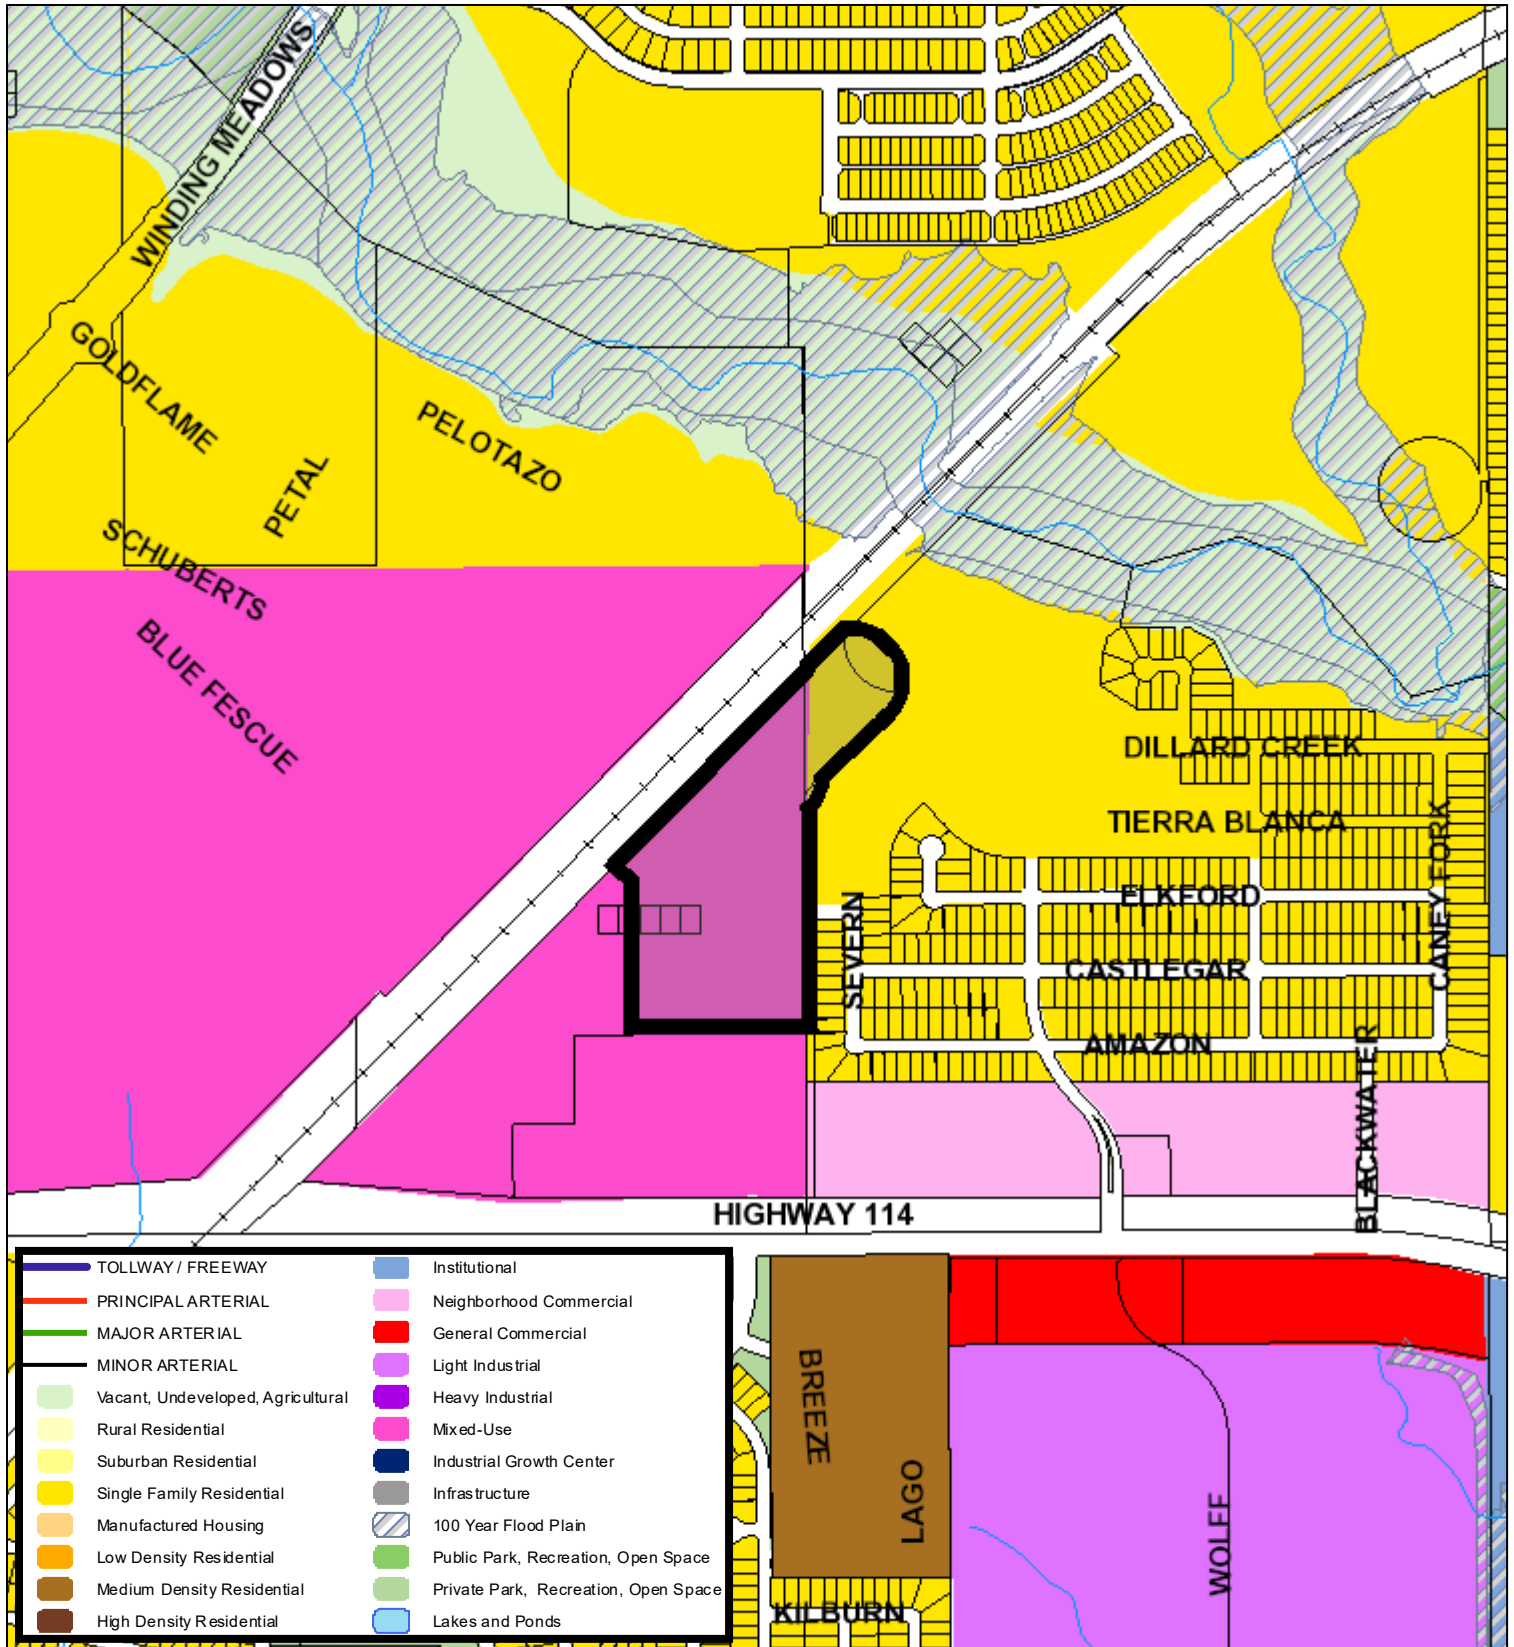 WINDING MEADOWS
GOLDFLAME
PELOTAZO
PETAL
SCHUBERTS
BLUE FESCUE
DILLARD CREEK
TIERRA BLANCA
CANEY FORK
ELKFORD
SEVERN
CASTLEGAR
AMAZON
BLACKWATER
HIGHWAY 114
TOLLWAY / FREEWAY
PRINCIPAL ARTERIAL
MAJOR ARTERIAL
MINOR ARTERIAL
Vacant, Undeveloped, Agricultural
Rural Residential
Suburban Residential
Single Family Residential
Manufactured Housing
Low Density Residential
Medium Density Residential
High Density Residential
Institutional
Neighborhood Commercial
General Commercial
Light Industrial
Heavy Industrial
Mixed-Use
Industrial Growth Center
Infrastructure
100 Year Flood Plain
Public Park, Recreation, Open Space
Private Park, Recreation, Open Space
Lakes and Ponds
BREEZE
LAGO
WOLFF
KILBURN